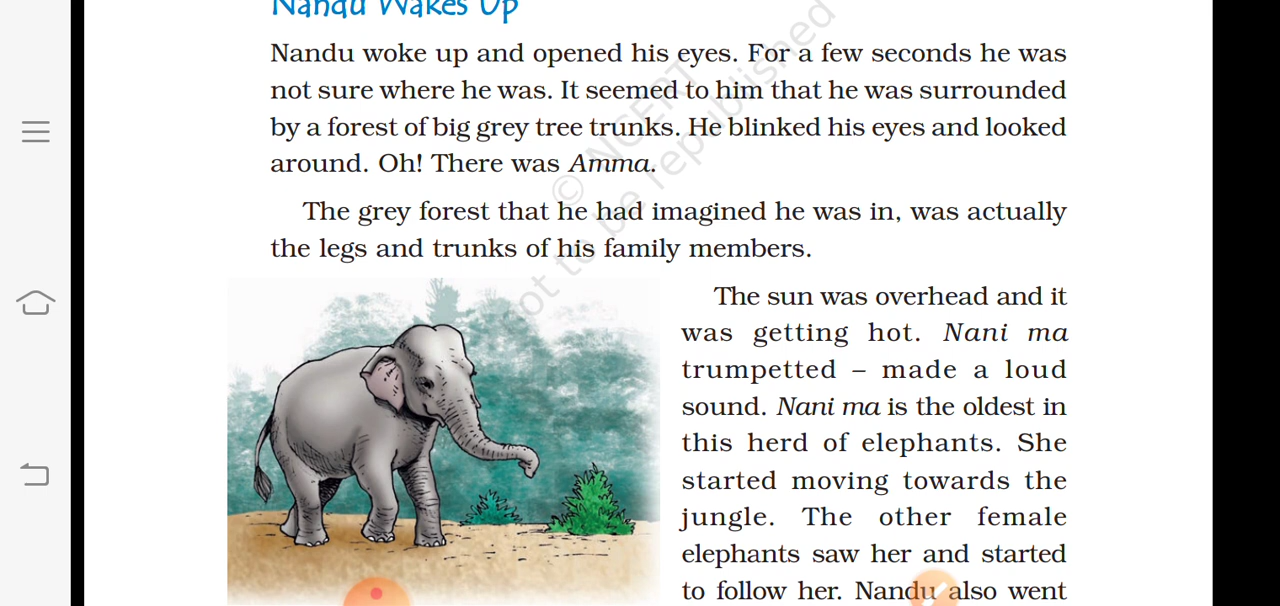 Nandu Wakes Up
Nandu woke up and opened his eyes. For a few seconds he was
not sure where he was. It seemed to him that he was surrounded
by a forest of big grey tree trunks. He blinked his eyes and looked
around. Oh! There was Amma.
The grey forest that he had imagined he was in, was actually
the legs and trunks of his family members.
The sun was overhead and it
was getting hot. Nani ma
trumpetted – made a loud
sound. Nani ma is the oldest in
this herd of elephants. She
started moving towards the
jungle. The other female
elephants saw her and started
to follow her. Nandu also went
© NCERT
not to be republished